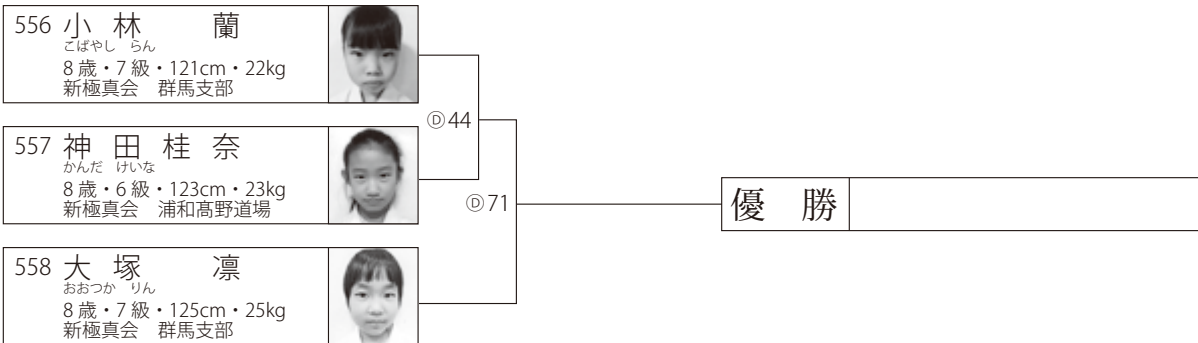 556 小林 蘭
こばやし らん
8歳・7級・121cm・22kg
新極真会 群馬支部
Ⓓ44
557 神田桂奈
かんだ けいな
8歳・6級・123cm・23kg
新極真会 浦和髙野道場
Ⓓ71
優勝
558 大塚 凛
おおつか りん
8歳・7級・125cm・25kg
新極真会 群馬支部